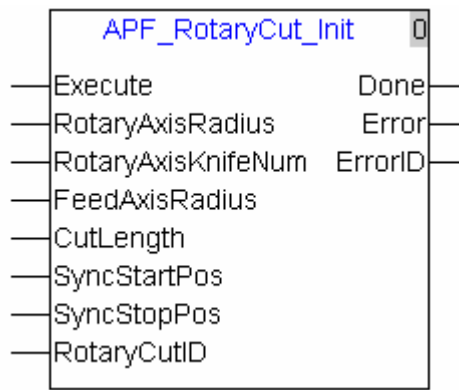 APF_RotaryCut_Init 0
Execute Done
RotaryAxisRadius Error
RotaryAxisKnifeNum ErrorID
FeedAxisRadius
CutLength
SyncStartPos
SyncStopPos
RotaryCutID